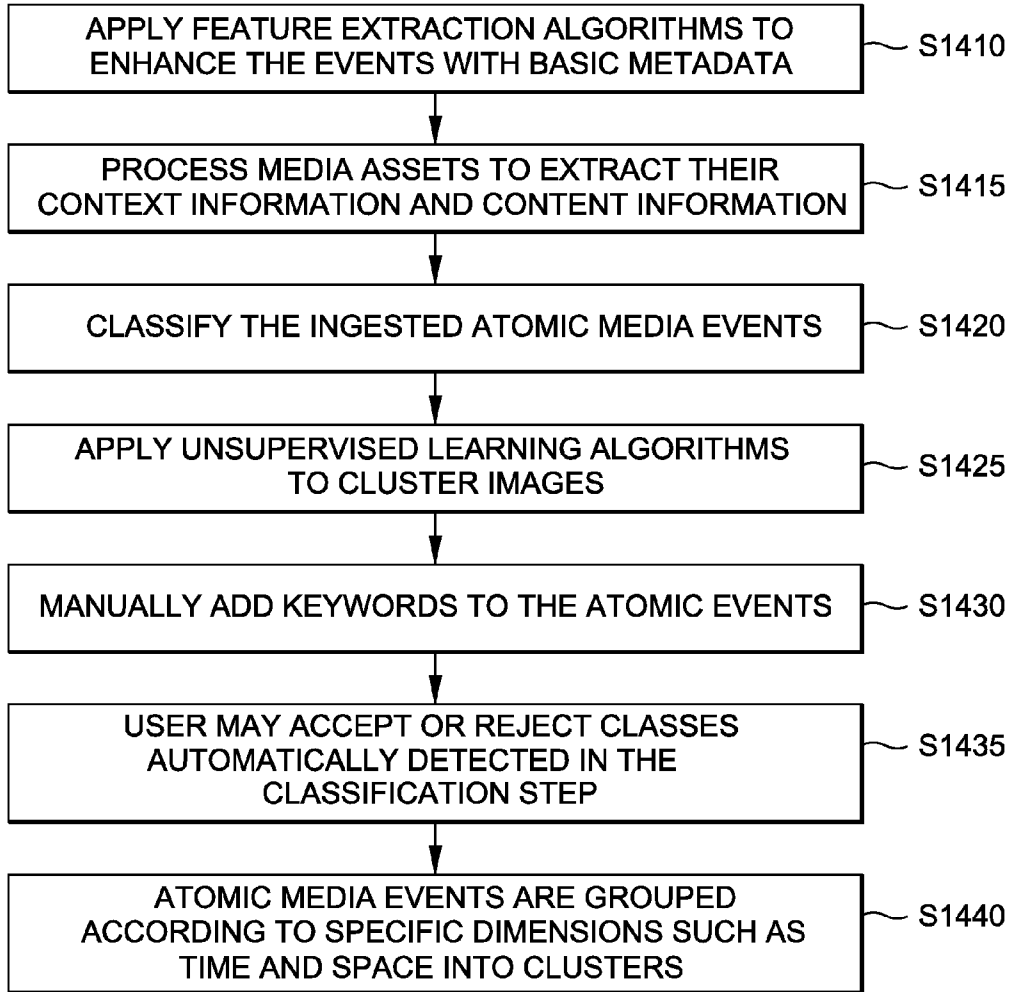 APPLY FEATURE EXTRACTION ALGORITHMS TO
ENHANCE THE EVENTS WITH BASIC METADATA
S1410
PROCESS MEDIA ASSETS TO EXTRACT THEIR
CONTEXT INFORMATION AND CONTENT INFORMATION
S1415
CLASSIFY THE INGESTED ATOMIC MEDIA EVENTS
S1420
APPLY UNSUPERVISED LEARNING ALGORITHMS
TO CLUSTER IMAGES
S1425
MANUALLY ADD KEYWORDS TO THE ATOMIC EVENTS
S1430
USER MAY ACCEPT OR REJECT CLASSES
AUTOMATICALLY DETECTED IN THE
CLASSIFICATION STEP
S1435
ATOMIC MEDIA EVENTS ARE GROUPED
ACCORDING TO SPECIFIC DIMENSIONS SUCH AS
TIME AND SPACE INTO CLUSTERS
S1440